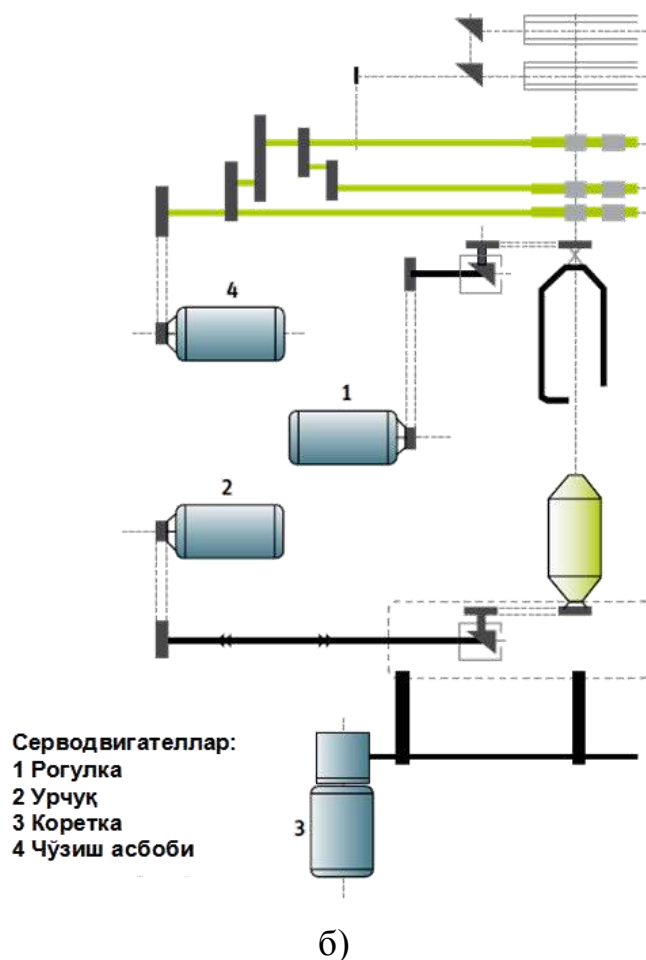 4
1
2
Серводвигателлар:
1 Рогулка
2 Урчуқ
3 Коретка
4 Чўзиш асбоби
3
б)